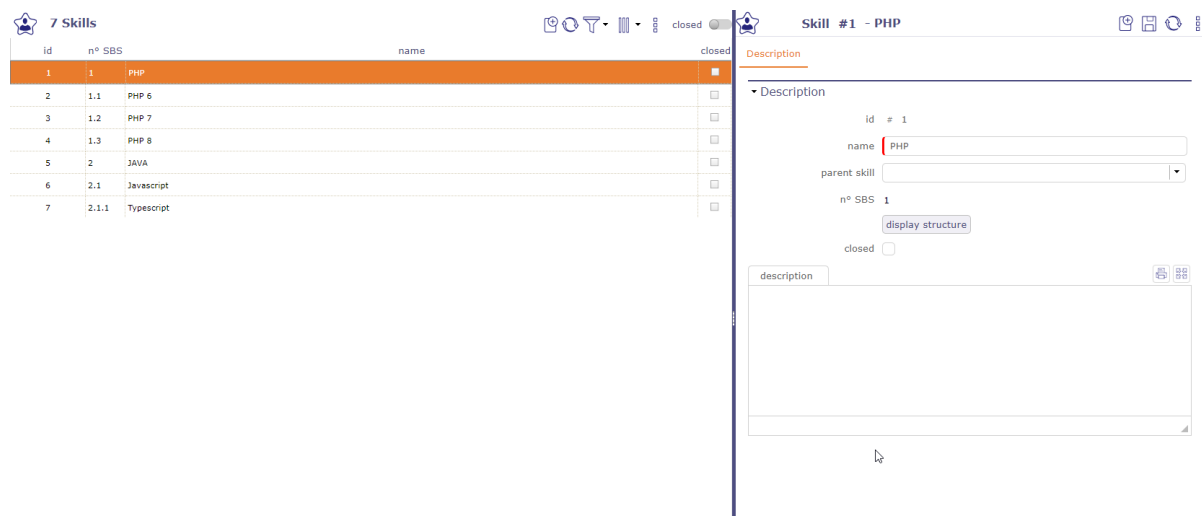 7 Skills
closed
id n° SBS name closed
1 1 PHP
2 1.1 PHP 6
3 1.2 PHP 7
4 1.3 PHP 8
5 2 JAVA
6 2.1 Javascript
7 2.1.1 Typescript
Skill #1 - PHP
Description
Description
id # 1
name PHP
parent skill
n° SBS 1
display structure
closed
description